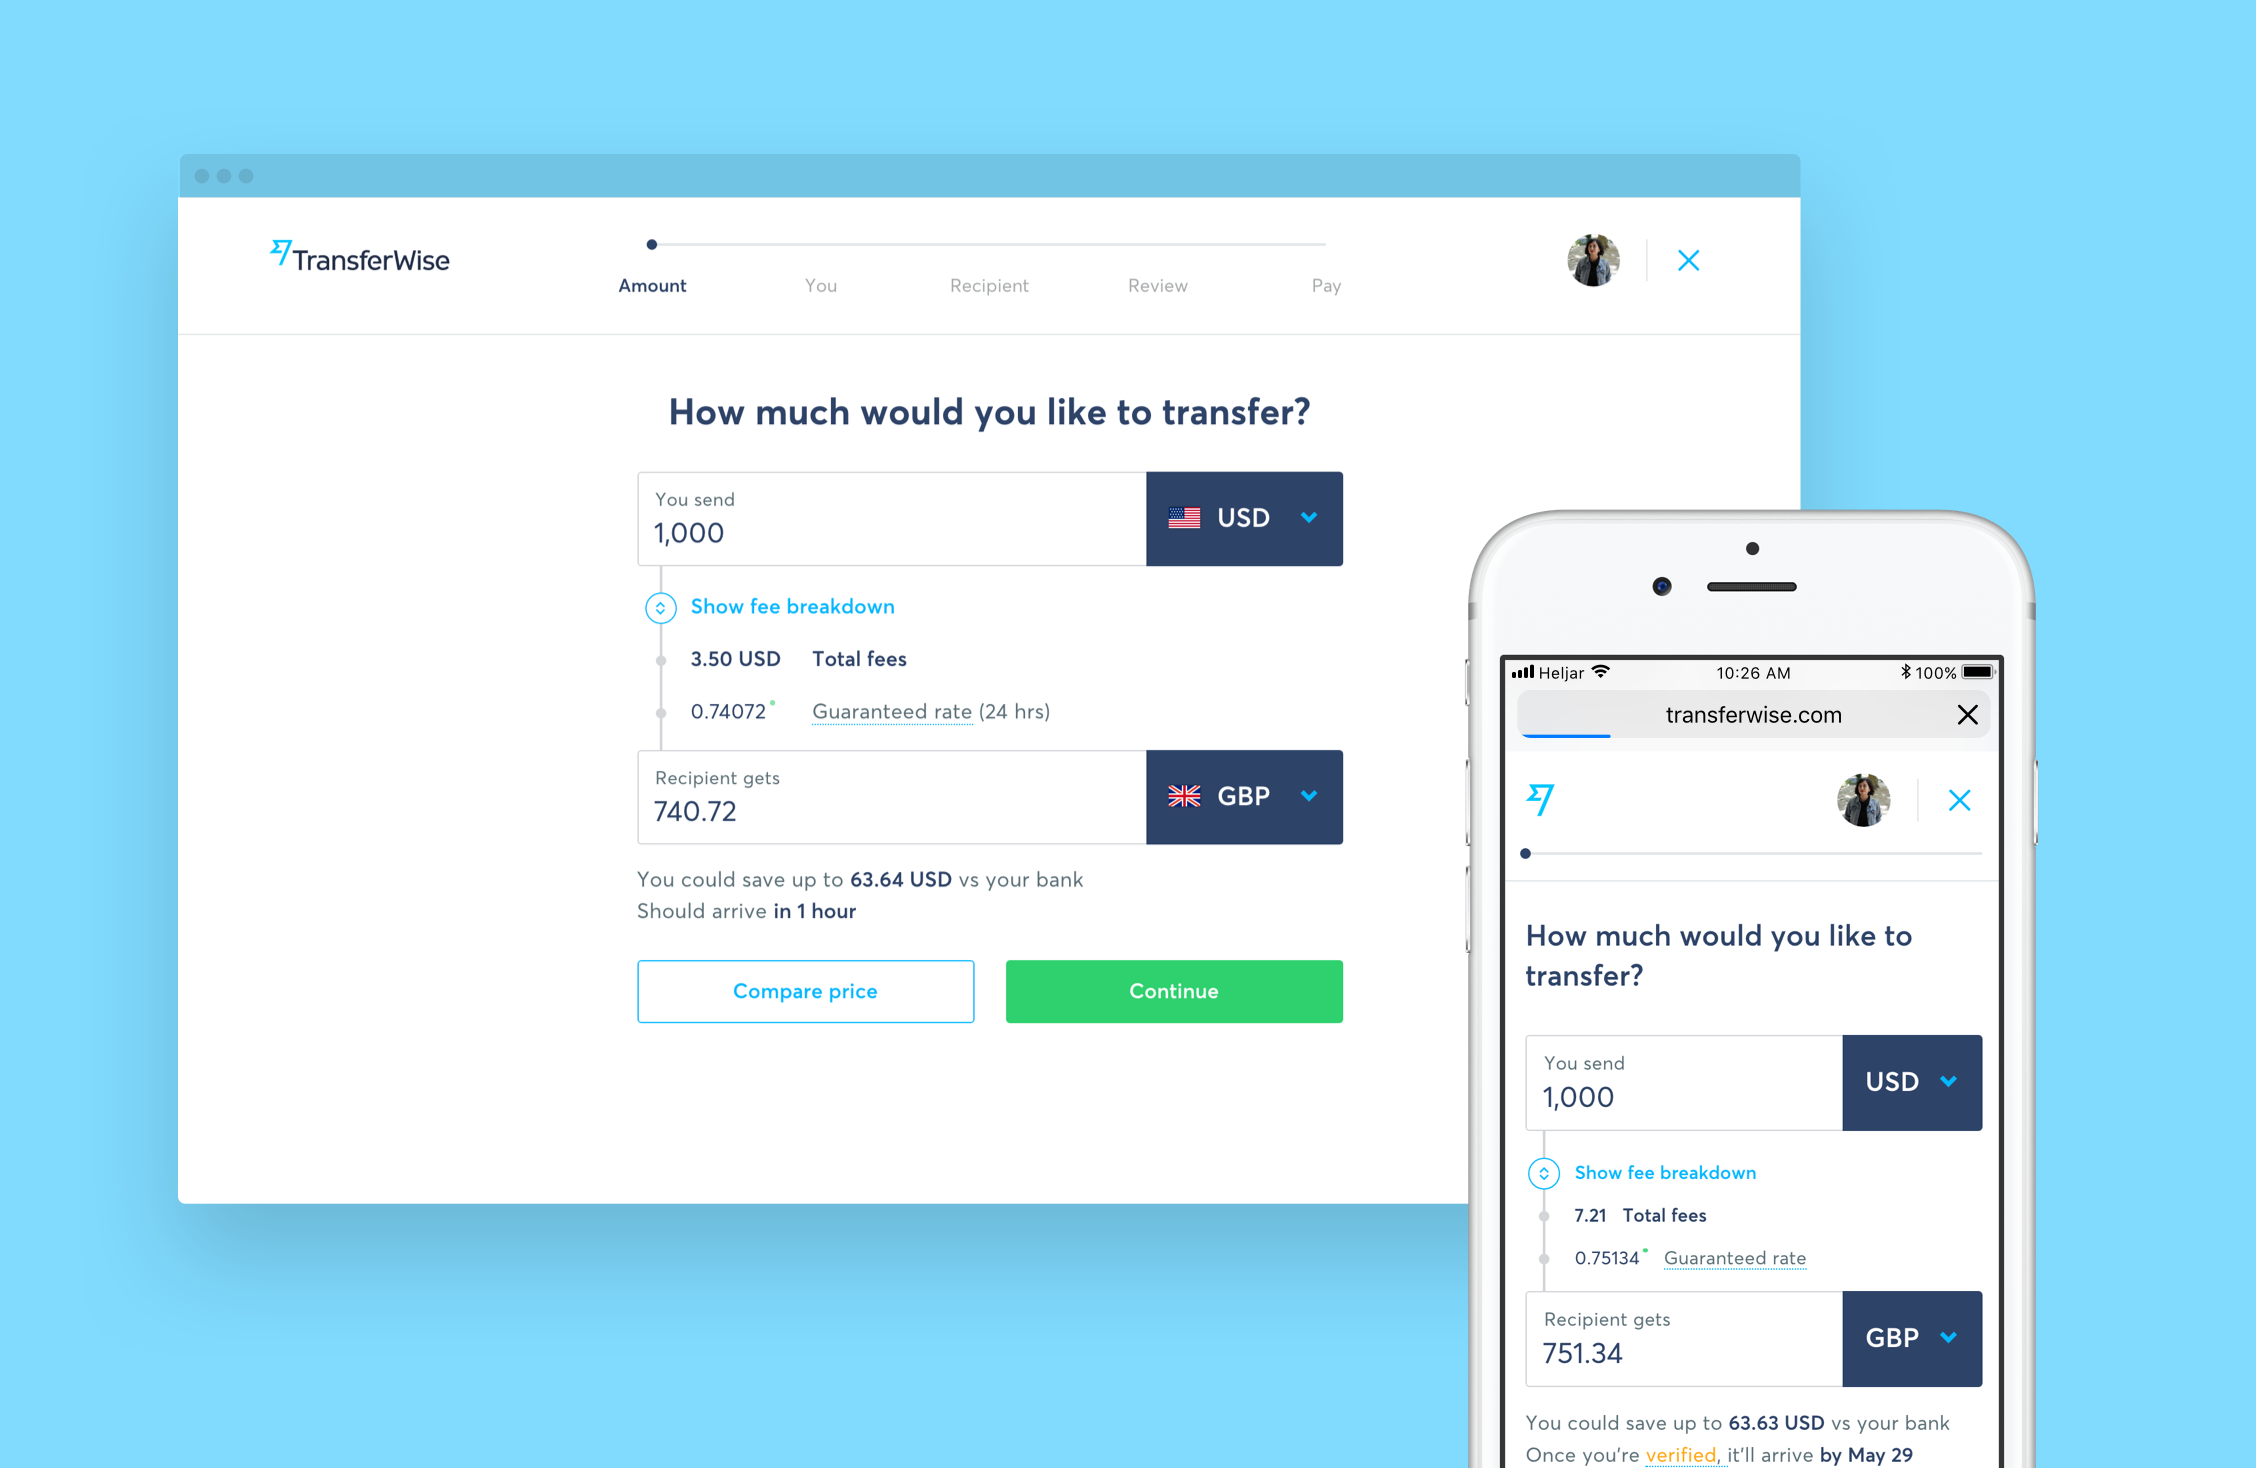 TransferWise
Amount You Recipient Review Pay
How much would you like to transfer?
You send
1,000
USD
Show fee breakdown
3.50 USD Total fees
0.74072 Guaranteed rate (24 hrs)
Recipient gets
740.72
GBP
You could save up to 63.64 USD vs your bank
Should arrive in 1 hour
Compare price Continue
Heljar 10:26 AM 100%
transferwise.com
How much would you like to
transfer?
You send
1,000
USD
Show fee breakdown
7.21 Total fees
0.75134 Guaranteed rate
Recipient gets
751.34
GBP
You could save up to 63.63 USD vs your bank
Once you're verified, it'll arrive by May 29